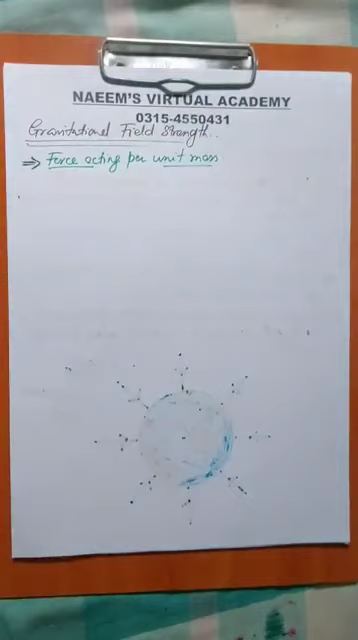 NAEEM'S VIRTUAL ACADEMY
0315-4550431
Gravitational Field Strength..
⇒ Force acting per unit mass